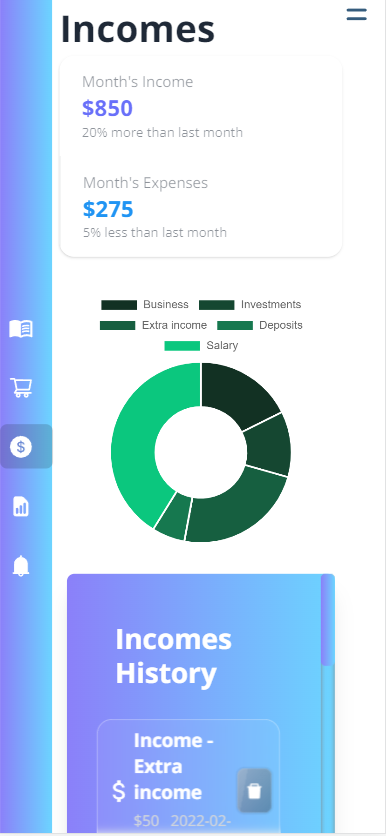 Incomes
Month's Income
$850
20% more than last month
Month's Expenses
$275
5% less than last month
Business Investments
Extra income Deposits
Salary
$
Incomes
History
Income -
Extra
income
$
$50 2022-02-